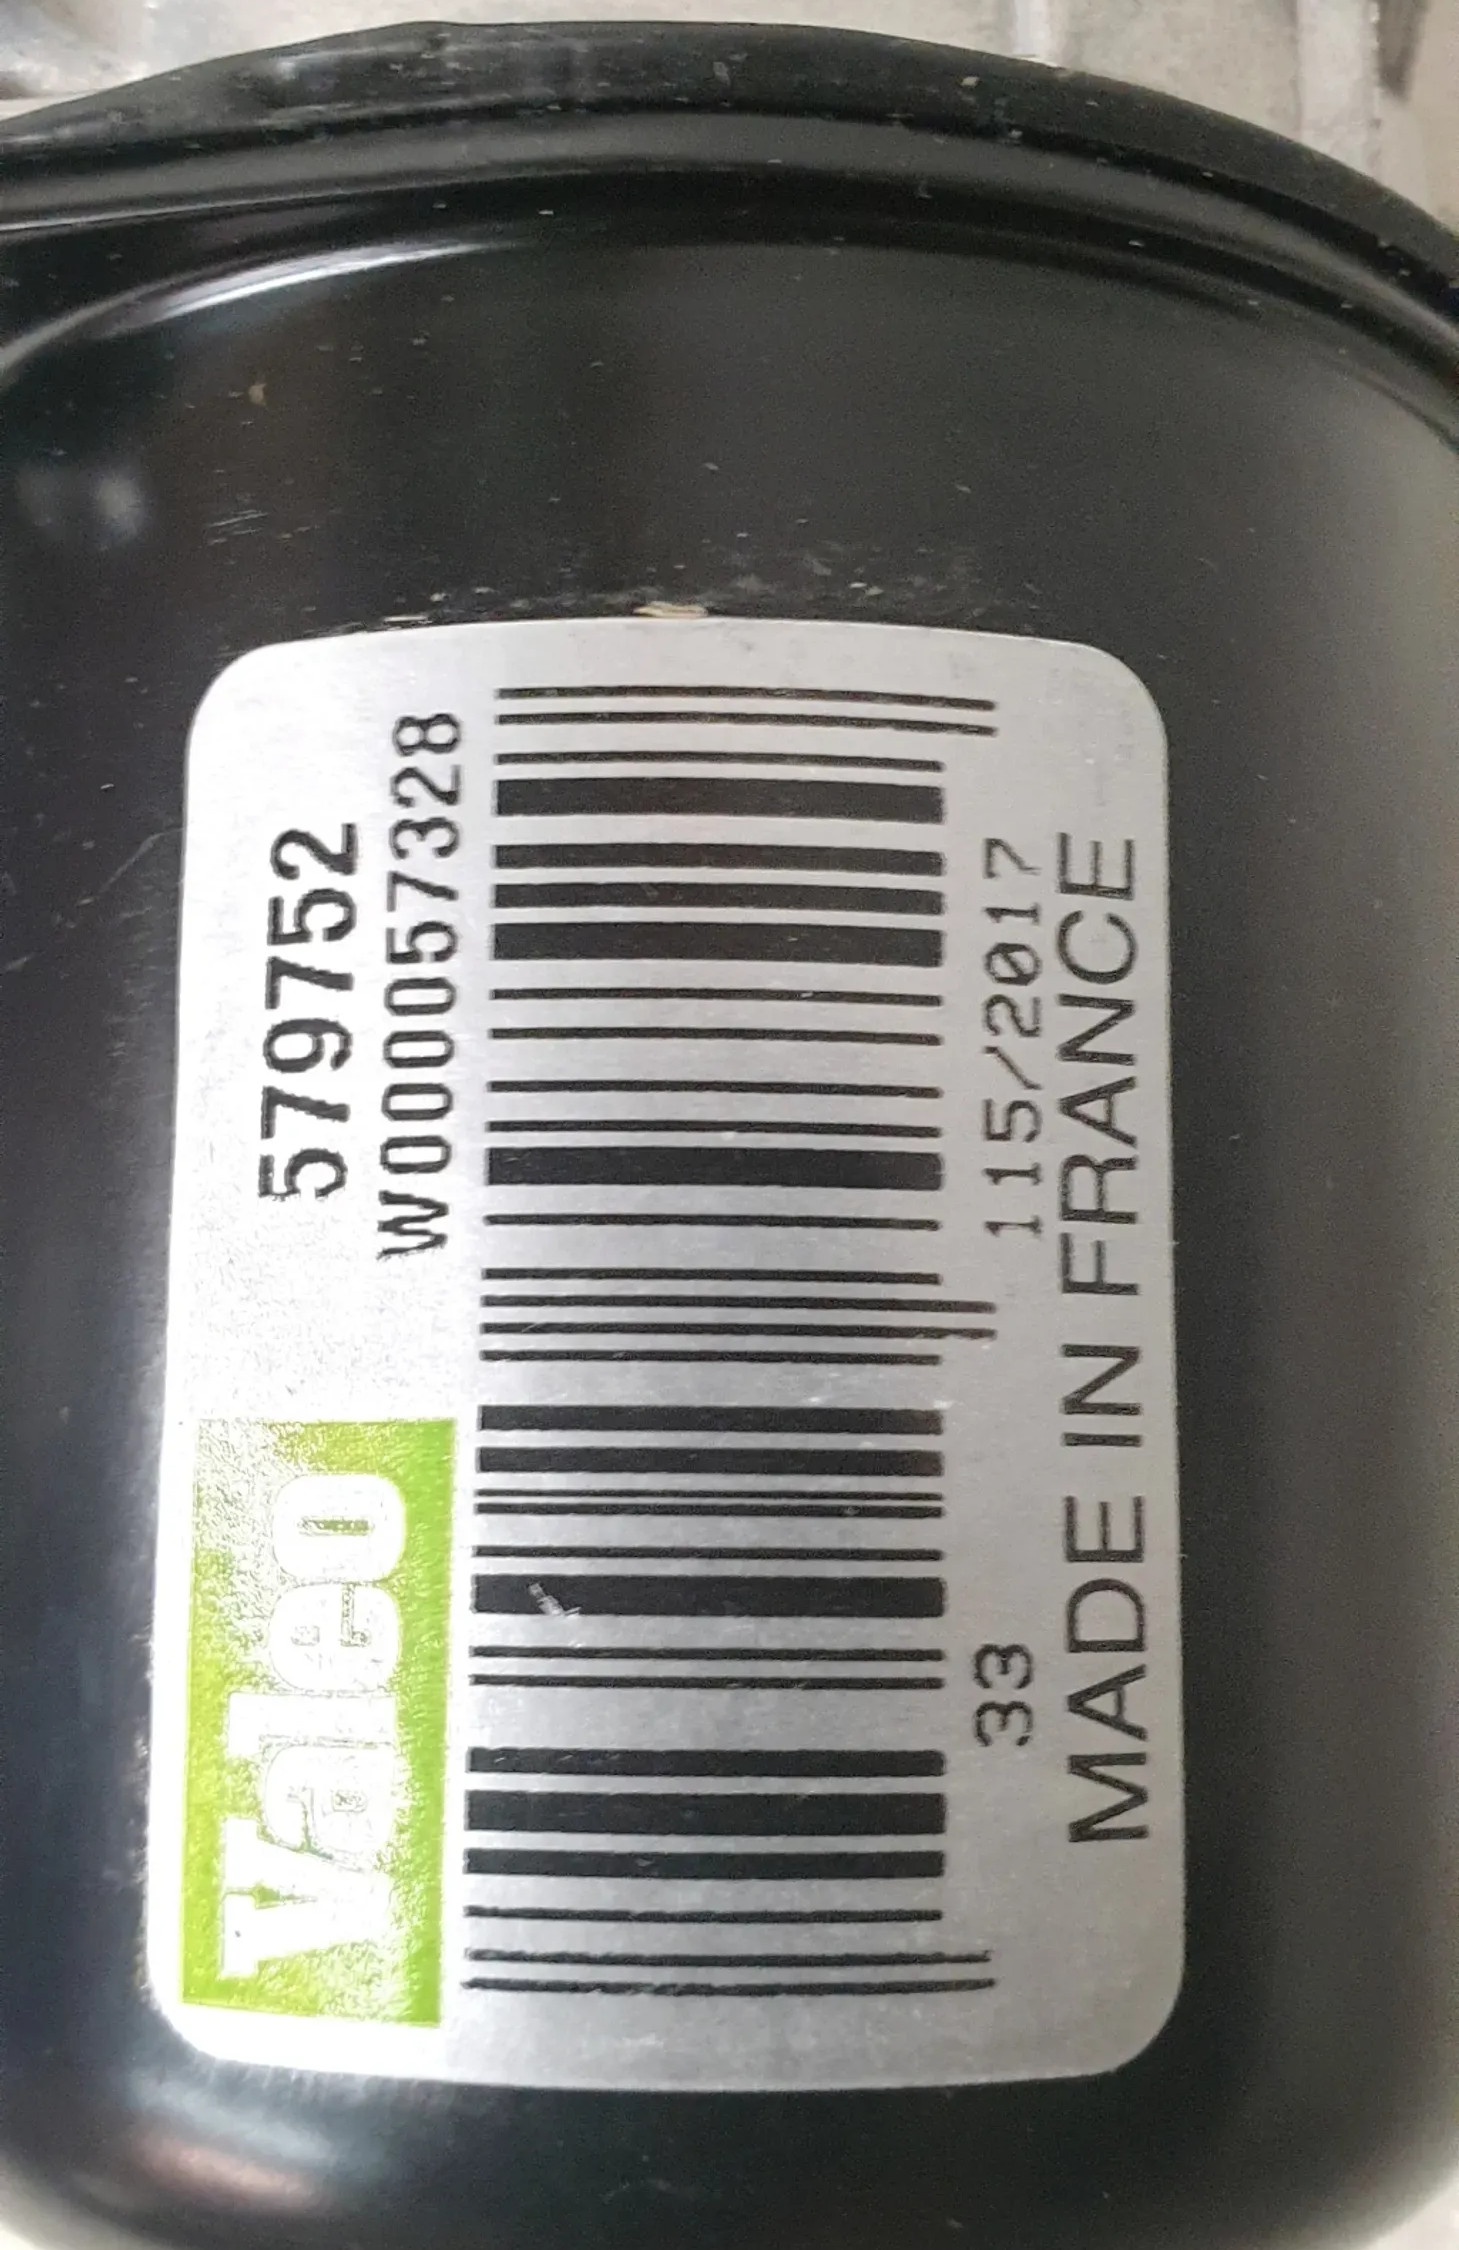 Valeo
579752
W000057328
33 115/2017
MADE IN FRANCE